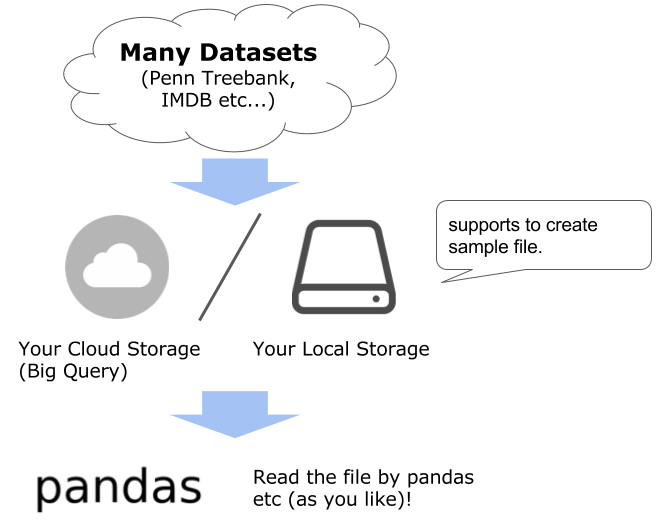 Many Datasets
(Penn Treebank,
IMDB etc...)
supports to create
sample file.
Your Cloud Storage
(Big Query)
Your Local Storage
pandas
Read the file by pandas
etc (as you like)!